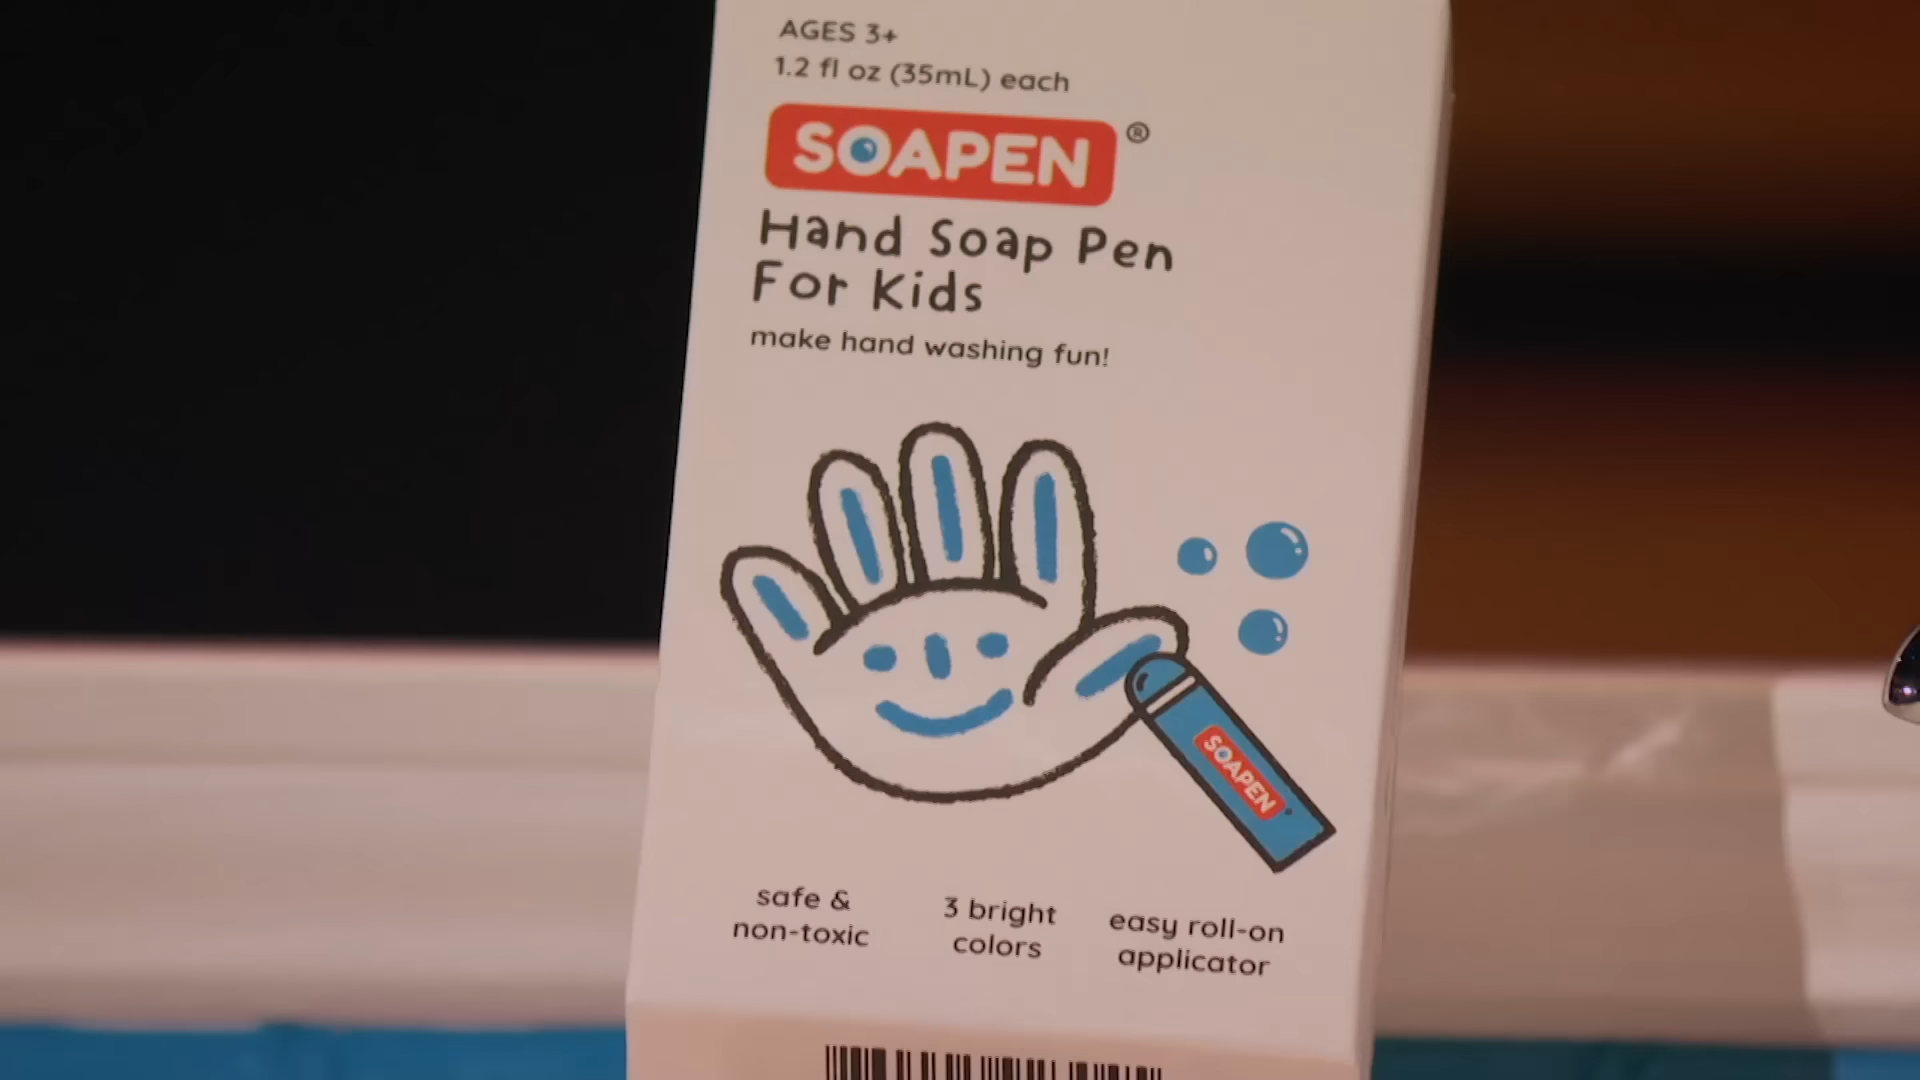 AGES 3+
1.2 fl oz (35mL) each
SOAPEN®
Hand Soap Pen
For Kids
make hand washing fun!
SOAPEN
safe &
non-toxic
3 bright
colors
easy roll-on
applicator